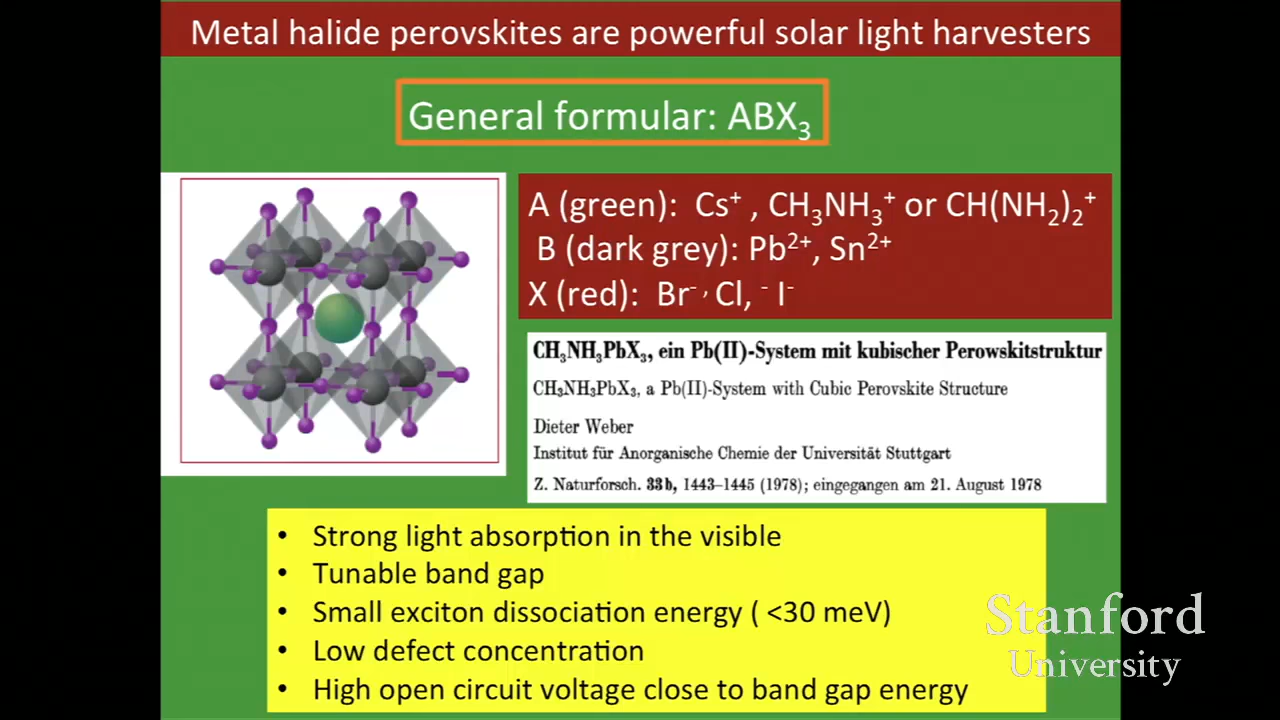 Metal halide perovskites are powerful solar light harvesters
General formular: ABX₃
A (green): Cs⁺ , CH₃NH₃⁺ or CH(NH₂)₂⁺
B (dark grey): Pb²⁺, Sn²⁺
X (red): Br⁻ ʼ Cl, ⁻ I⁻
CH₃NH₃PbX₃, ein Pb(II)-System mit kubischer Perowskitstruktur
CH₃NH₃PbX₃, a Pb(II)-System with Cubic Perovskite Structure
Dieter Weber
Institut für Anorganische Chemie der Universität Stuttgart
Z. Naturforsch. 33b, 1443–1445 (1978); eingegangen am 21. August 1978
• Strong light absorption in the visible
• Tunable band gap
• Small exciton dissociation energy ( <30 meV)
• Low defect concentration
• High open circuit voltage close to band gap energy
Stanford
University